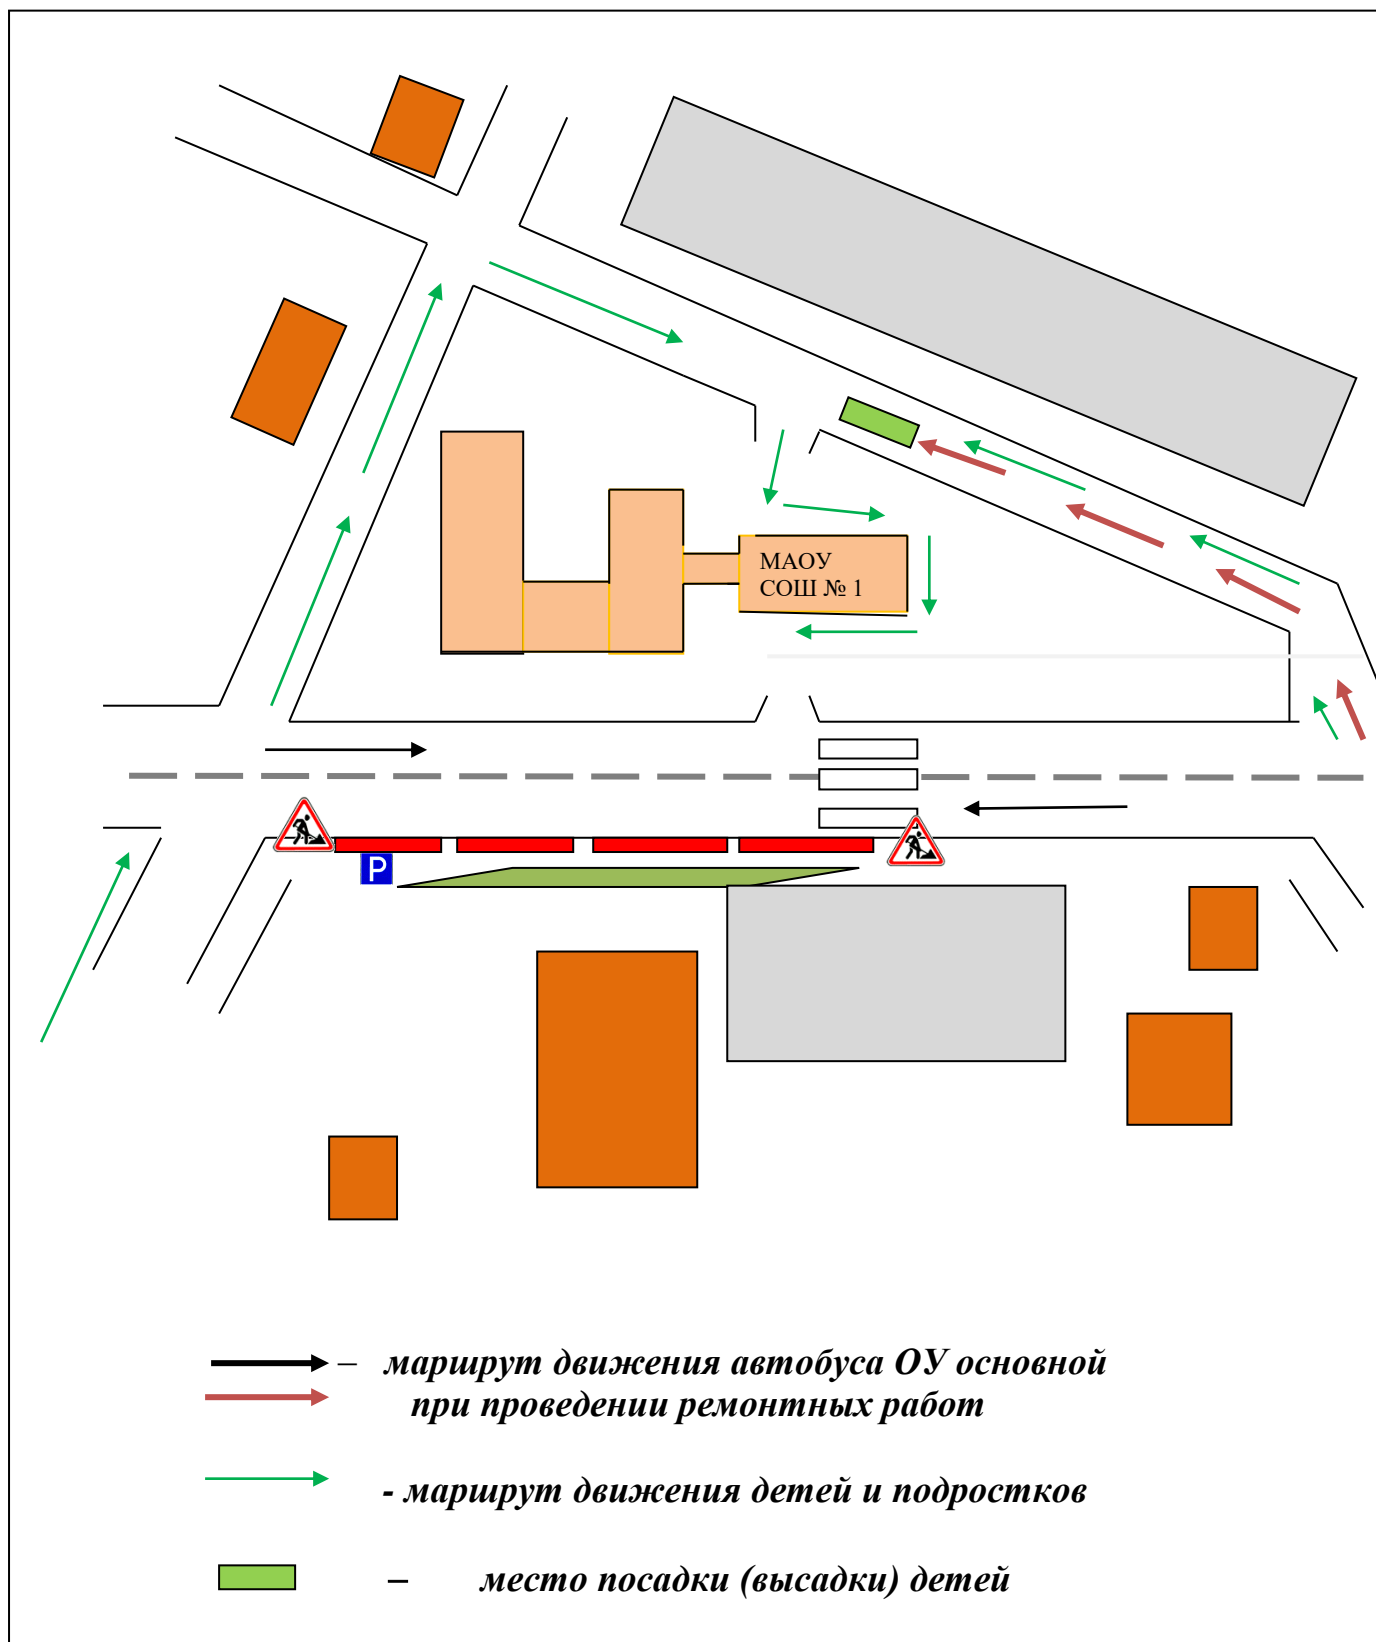 МАОУ
СОШ № 1
P
– маршрут движения автобуса ОУ основной
при проведении ремонтных работ
- маршрут движения детей и подростков
– место посадки (высадки) детей